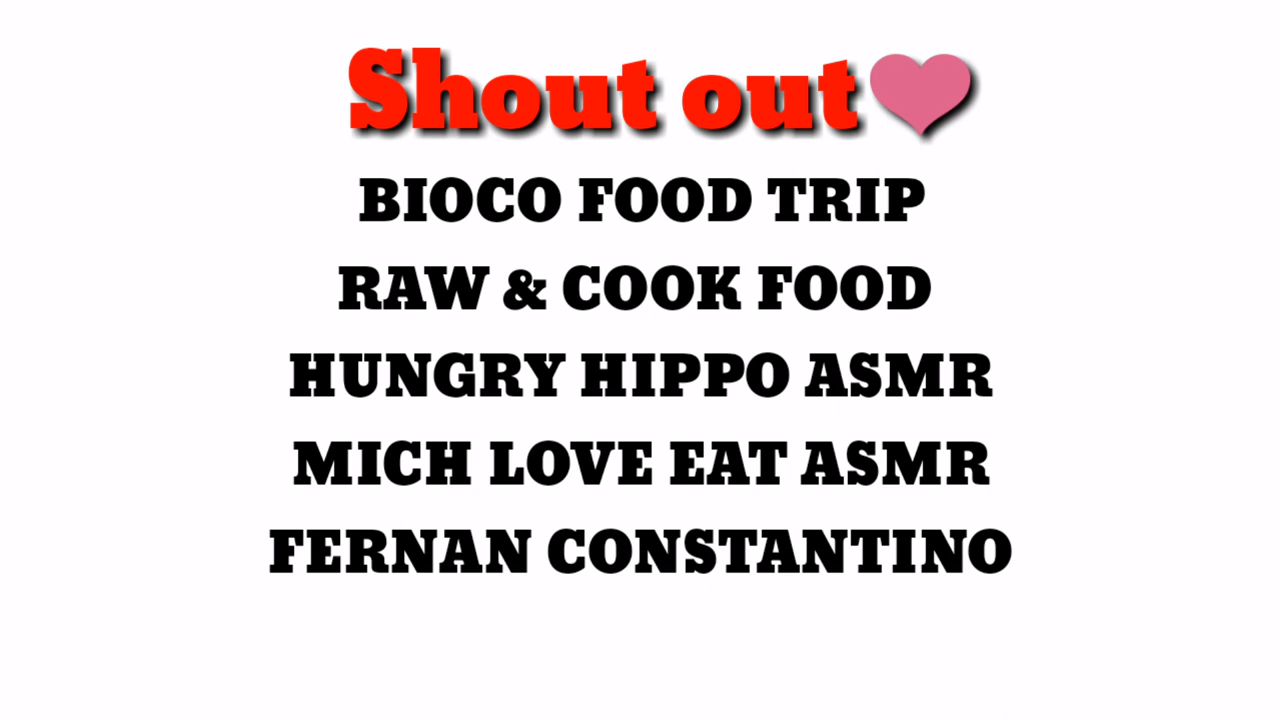 Shout out
BIOCO FOOD TRIP
RAW & COOK FOOD
HUNGRY HIPPO ASMR
MICH LOVE EAT ASMR
FERNAN CONSTANTINO